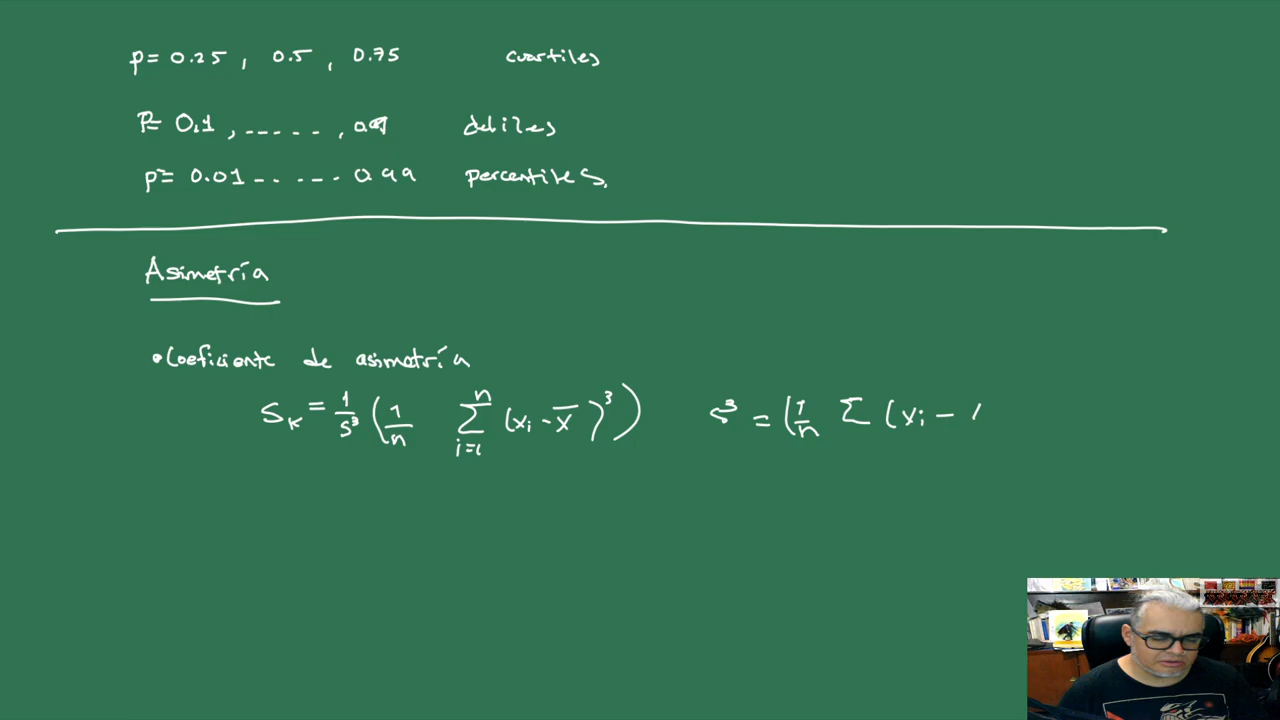 p= 0.25 , 0.5 , 0.75 cuartiles
P= 0.1 , ..... , 0.9 deciles
p= 0.01 ...... 0.99 percentiles.
Asimetría
• Coeficiente de asimetría
S_K = 1/S³ (1/n ∑_{i=1}^{n} (x_i - x̄)³) s³ = (1/n ∑ (x_i -